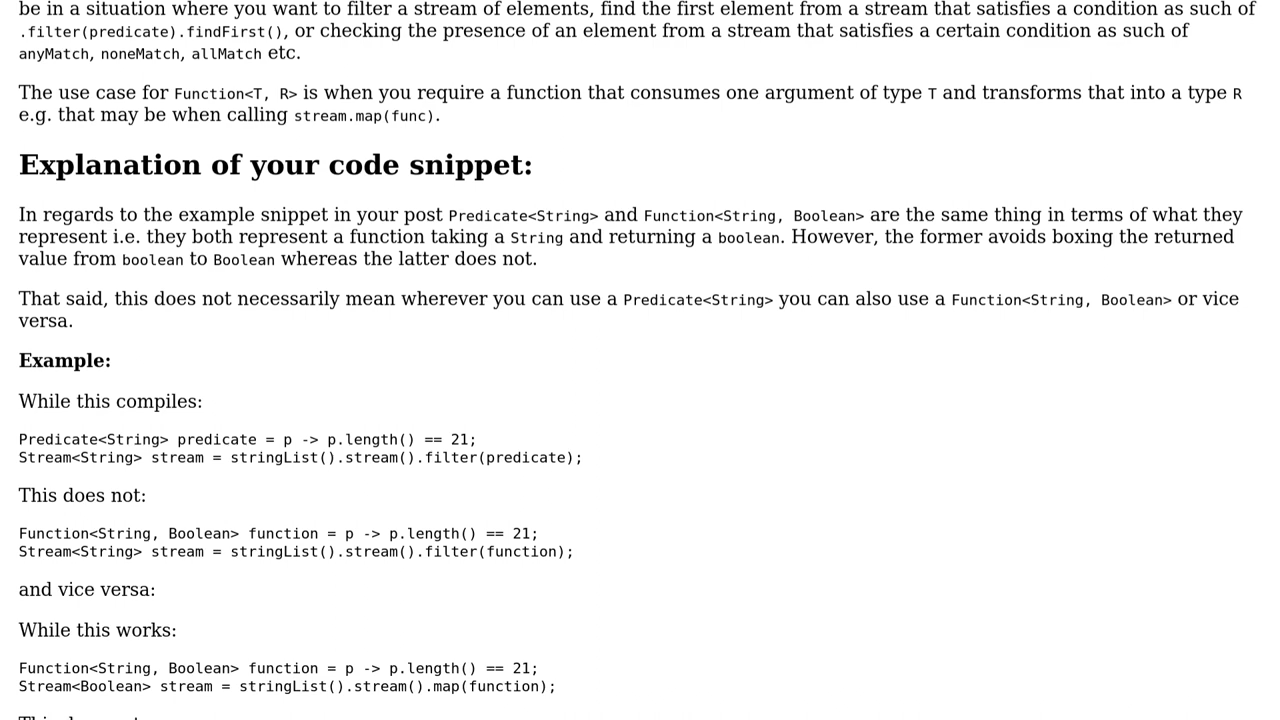 be in a situation where you want to filter a stream of elements, find the first element from a stream that satisfies a condition as such of
.filter(predicate).findFirst(), or checking the presence of an element from a stream that satisfies a certain condition as such of
anyMatch, noneMatch, allMatch etc.
The use case for Function<T, R> is when you require a function that consumes one argument of type T and transforms that into a type R
e.g. that may be when calling stream.map(func).
Explanation of your code snippet:
In regards to the example snippet in your post Predicate<String> and Function<String, Boolean> are the same thing in terms of what they
represent i.e. they both represent a function taking a String and returning a boolean. However, the former avoids boxing the returned
value from boolean to Boolean whereas the latter does not.
That said, this does not necessarily mean wherever you can use a Predicate<String> you can also use a Function<String, Boolean> or vice
versa.
Example:
While this compiles:
Predicate<String> predicate = p -> p.length() == 21;
Stream<String> stream = stringList().stream().filter(predicate);
This does not:
Function<String, Boolean> function = p -> p.length() == 21;
Stream<String> stream = stringList().stream().filter(function);
and vice versa:
While this works:
Function<String, Boolean> function = p -> p.length() == 21;
Stream<Boolean> stream = stringList().stream().map(function);